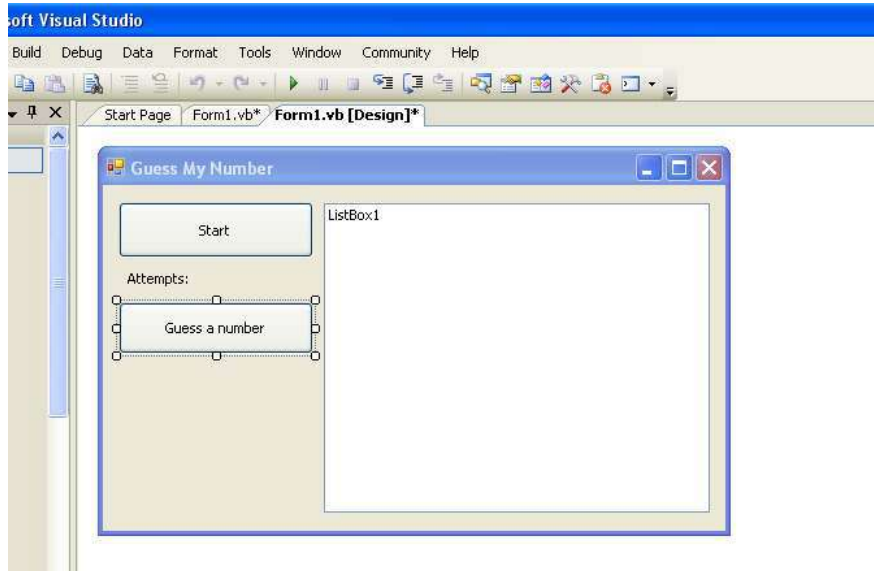 soft Visual Studio
Build Debug Data Format Tools Window Community Help
Start Page Form1.vb* Form1.vb [Design]*
Guess My Number
Start
ListBox1
Attempts:
Guess a number